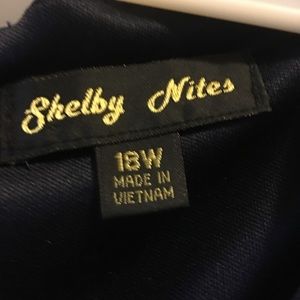 Shelby Nites
18W
MADE IN
VIETNAM